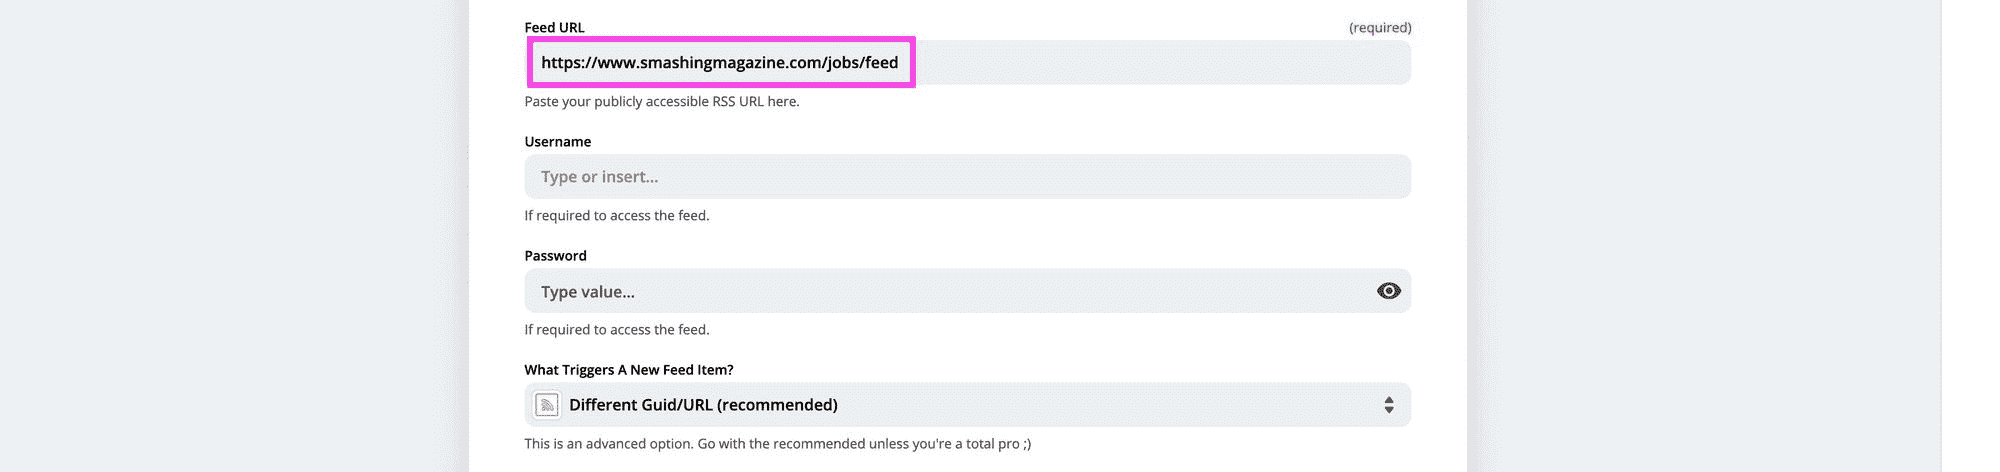 Feed URL (required)
https://www.smashingmagazine.com/jobs/feed
Paste your publicly accessible RSS URL here.
Username
Type or insert...
If required to access the feed.
Password
Type value...
If required to access the feed.
What Triggers A New Feed Item?
Different Guid/URL (recommended)
This is an advanced option. Go with the recommended unless you're a total pro ;)